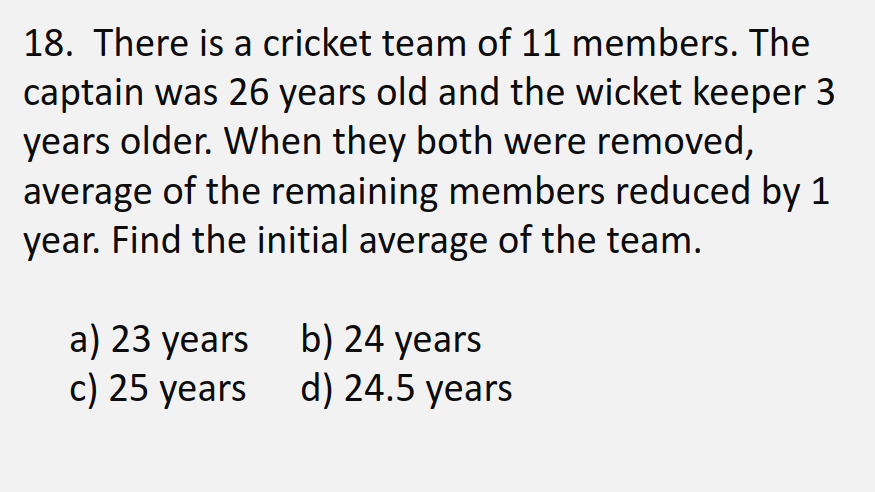 18. There is a cricket team of 11 members. The
captain was 26 years old and the wicket keeper 3
years older. When they both were removed,
average of the remaining members reduced by 1
year. Find the initial average of the team.
a) 23 years b) 24 years
c) 25 years d) 24.5 years